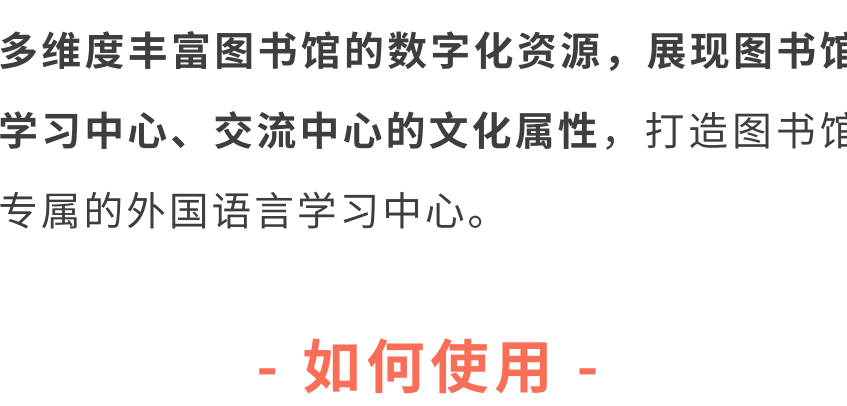 多维度丰富图书馆的数字化资源，展现图书馆
学习中心、交流中心的文化属性，打造图书馆
专属的外国语言学习中心。
- 如何使用 -